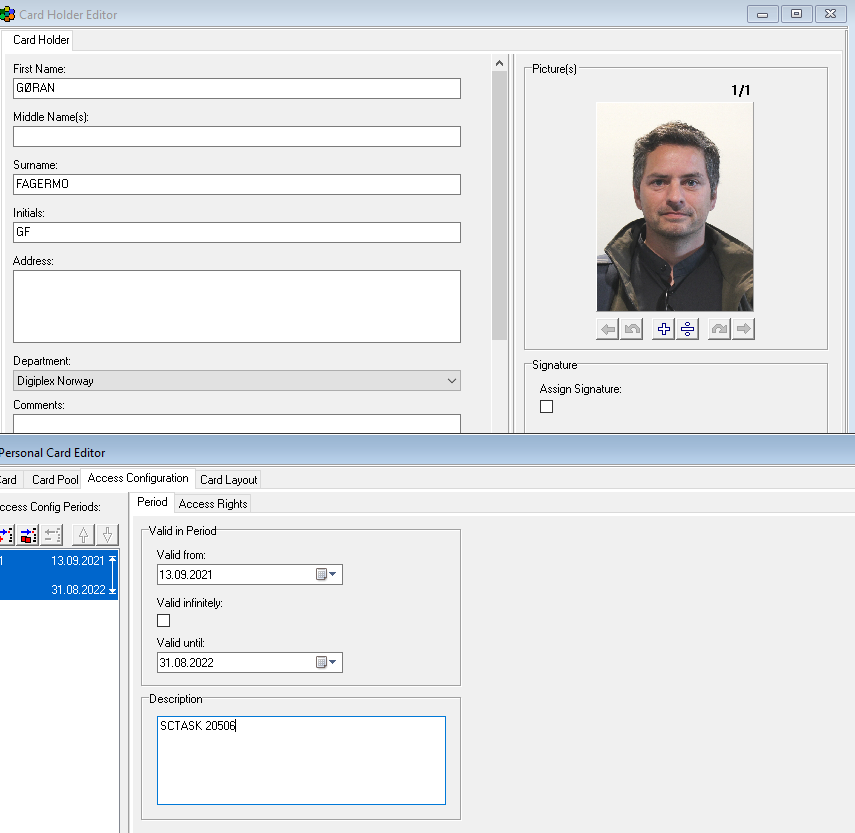 Card Holder Editor
Card Holder
First Name:
GØRAN
Middle Name(s):
Surname:
FAGERMO
Initials:
GF
Address:
Department:
Digiplex Norway
Comments:
Picture(s)
1/1
Signature
Assign Signature:
Personal Card Editor
ard
Card Pool
Access Configuration
Card Layout
ccess Config Periods:
1
13.09.2021
31.08.2022
Period
Access Rights
Valid in Period
Valid from:
13.09.2021
Valid infinitely:
Valid until:
31.08.2022
Description
SCTASK 20506